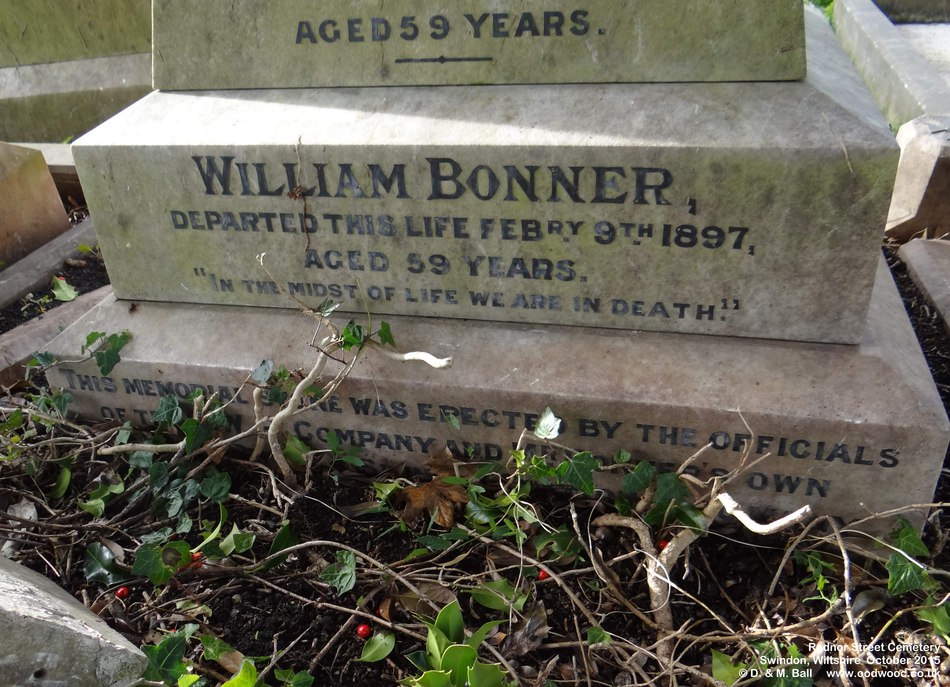 AGED 59 YEARS.
WILLIAM BONNER,
DEPARTED THIS LIFE FEBRY. 9TH. 1897,
AGED 59 YEARS.
"IN THE MIDST OF LIFE WE ARE IN DEATH."
THIS MEMORIAL WAS ERECTED BY THE OFFICIALS
OF COMPANY AND OWN
Radnor Street Cemetery
Swindon, Wiltshire October 2015
© D. & M. Ball www.oodwooc.co.uk